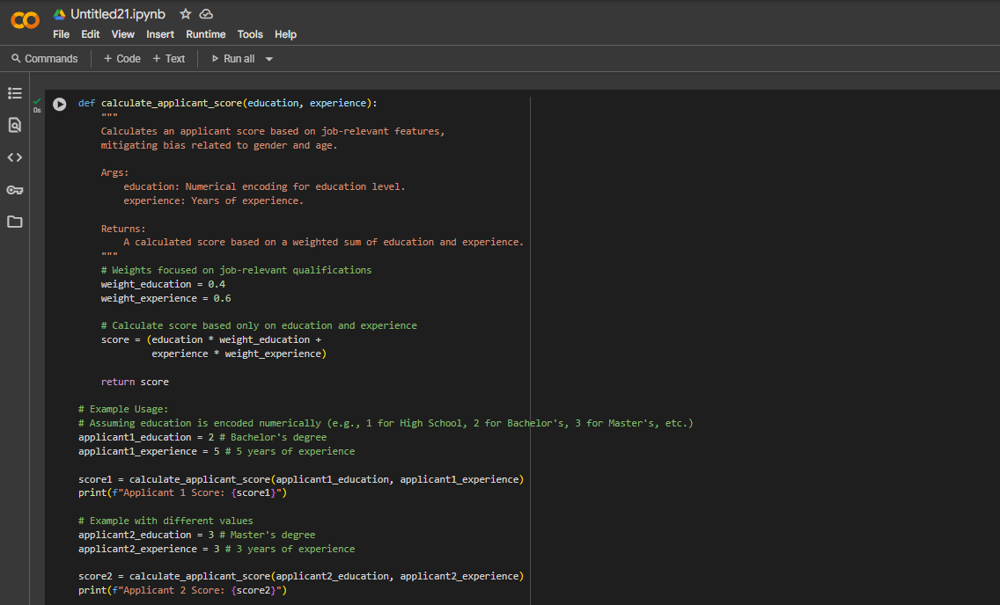 CO Untitled21.ipynb
File Edit View Insert Runtime Tools Help
Commands + Code + Text Run all
0s
def calculate_applicant_score(education, experience):
    """
    Calculates an applicant score based on job-relevant features,
    mitigating bias related to gender and age.

    Args:
        education: Numerical encoding for education level.
        experience: Years of experience.

    Returns:
        A calculated score based on a weighted sum of education and experience.
    """
    # Weights focused on job-relevant qualifications
    weight_education = 0.4
    weight_experience = 0.6

    # Calculate score based only on education and experience
    score = (education * weight_education +
             experience * weight_experience)

    return score

# Example Usage:
# Assuming education is encoded numerically (e.g., 1 for High School, 2 for Bachelor's, 3 for Master's, etc.)
applicant1_education = 2 # Bachelor's degree
applicant1_experience = 5 # 5 years of experience

score1 = calculate_applicant_score(applicant1_education, applicant1_experience)
print(f"Applicant 1 Score: {score1}")

# Example with different values
applicant2_education = 3 # Master's degree
applicant2_experience = 3 # 3 years of experience

score2 = calculate_applicant_score(applicant2_education, applicant2_experience)
print(f"Applicant 2 Score: {score2}")